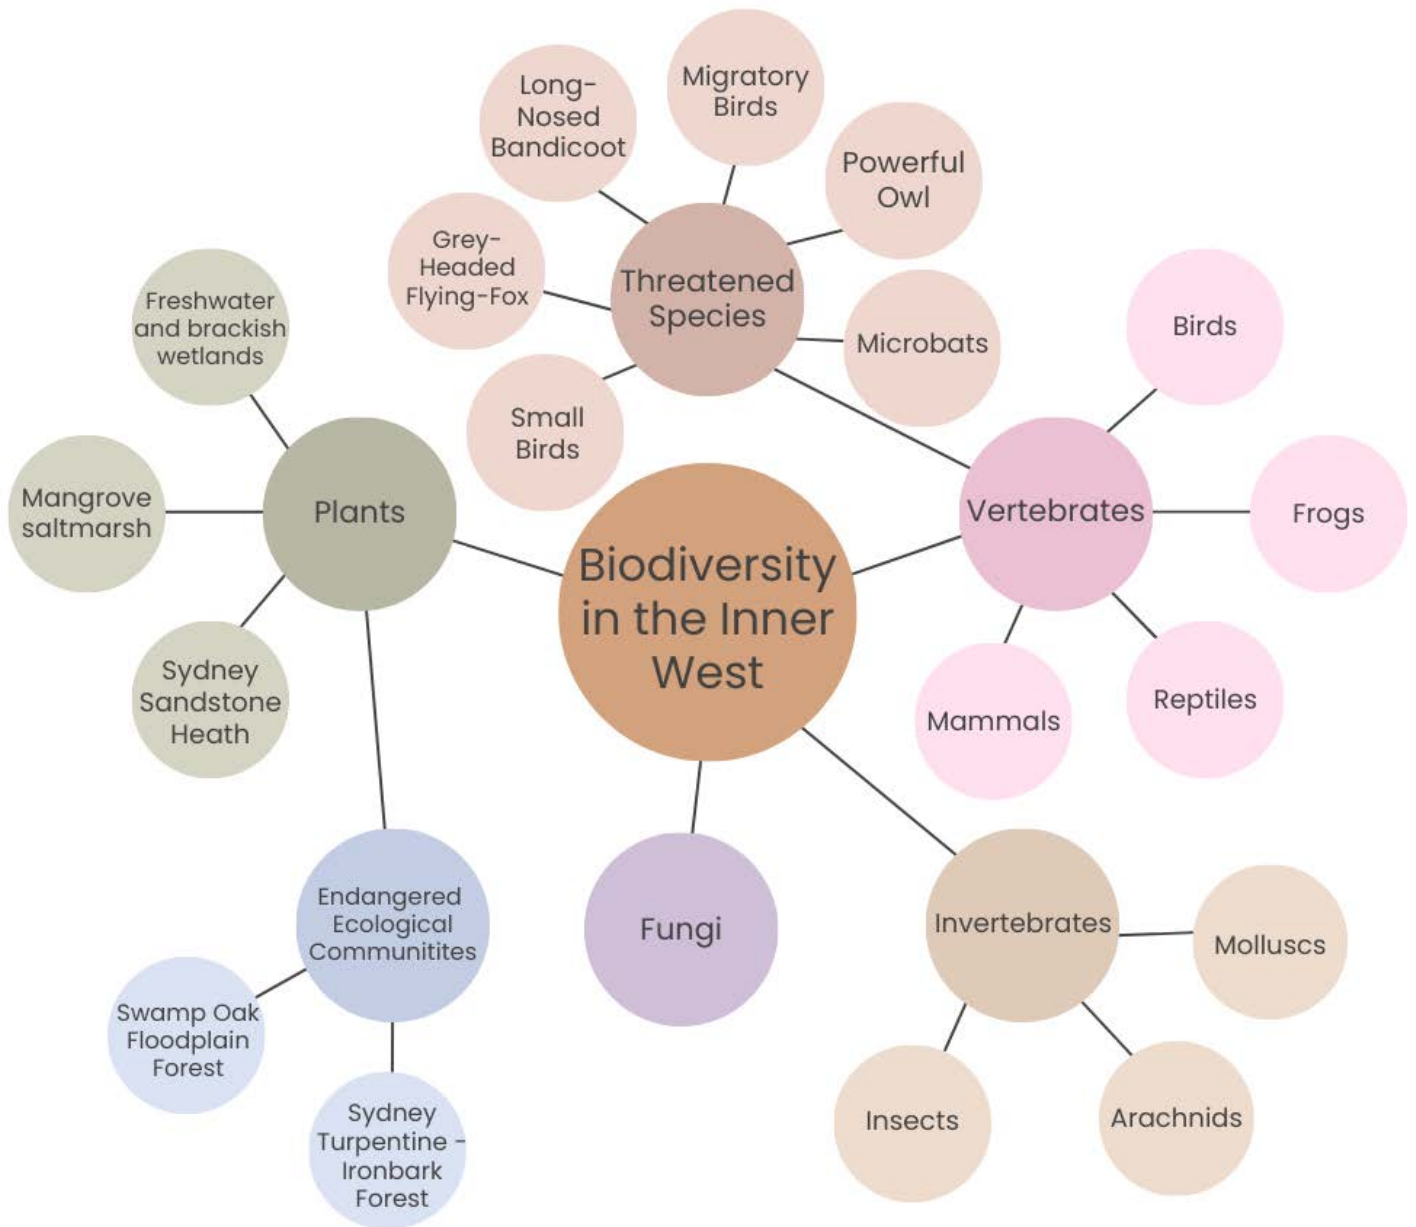 Long-
Nosed
Bandicoot
Migratory
Birds
Powerful
Owl
Grey-
Headed
Flying-Fox
Threatened
Species
Microbats
Small
Birds
Freshwater
and brackish
wetlands
Mangrove
saltmarsh
Plants
Sydney
Sandstone
Heath
Biodiversity
in the Inner
West
Vertebrates
Birds
Frogs
Reptiles
Mammals
Endangered
Ecological
Communitites
Swamp Oak
Floodplain
Forest
Sydney
Turpentine -
Ironbark
Forest
Fungi
Invertebrates
Molluscs
Arachnids
Insects